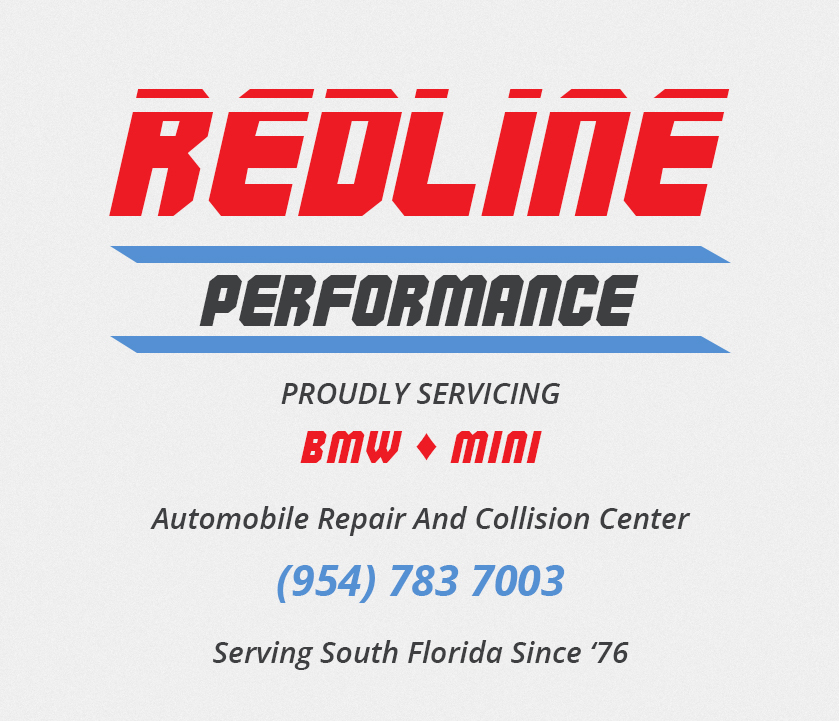 REDLINE
PERFORMANCE
PROUDLY SERVICING
BMW ♦ MINI
Automobile Repair And Collision Center
(954) 783 7003
Serving South Florida Since ‘76